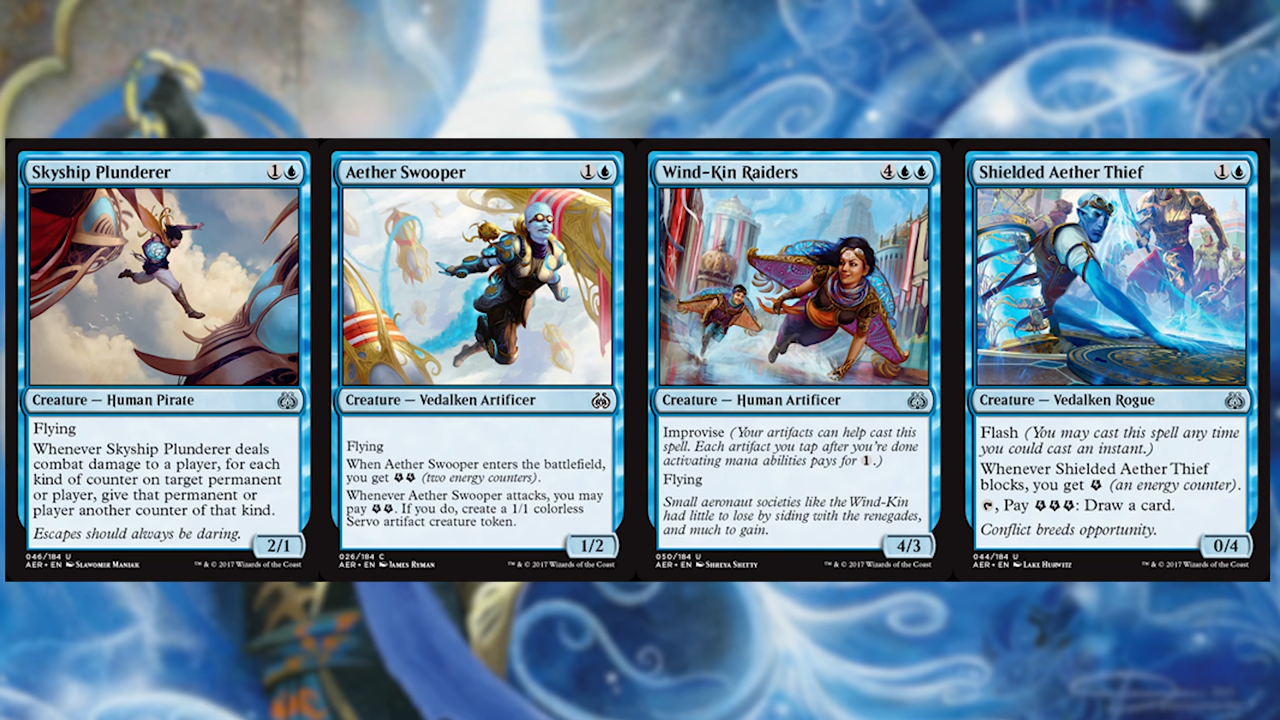 Skyship Plunderer 1
Creature — Human Pirate
Flying
Whenever Skyship Plunderer deals
combat damage to a player, for each
kind of counter on target permanent
or player, give that permanent or
player another counter of that kind.
Escapes should always be daring.
2/1
046/184 U
AER • EN Slawomir Maniak ™ & © 2017 Wizards of the Coast
Aether Swooper 1
Creature — Vedalken Artificer
Flying
When Aether Swooper enters the battlefield,
you get (two energy counters).
Whenever Aether Swooper attacks, you may
pay . If you do, create a 1/1 colorless
Servo artifact creature token.
1/2
026/184 C
AER • EN James Ryman ™ & © 2017 Wizards of the Coast
Wind-Kin Raiders 4
Creature — Human Artificer
Improvise (Your artifacts can help cast this
spell. Each artifact you tap after you're done
activating mana abilities pays for 1.)
Flying
Small aeronaut societies like the Wind-Kin
had little to lose by siding with the renegades,
and much to gain.
4/3
050/184 U
AER • EN Shreya Shetty ™ & © 2017 Wizards of the Coast
Shielded Aether Thief 1
Creature — Vedalken Rogue
Flash (You may cast this spell any time
you could cast an instant.)
Whenever Shielded Aether Thief
blocks, you get (an energy counter).
, Pay : Draw a card.
Conflict breeds opportunity.
0/4
044/184 U
AER • EN Lake Hurwitz ™ & © 2017 Wizards of the Coast